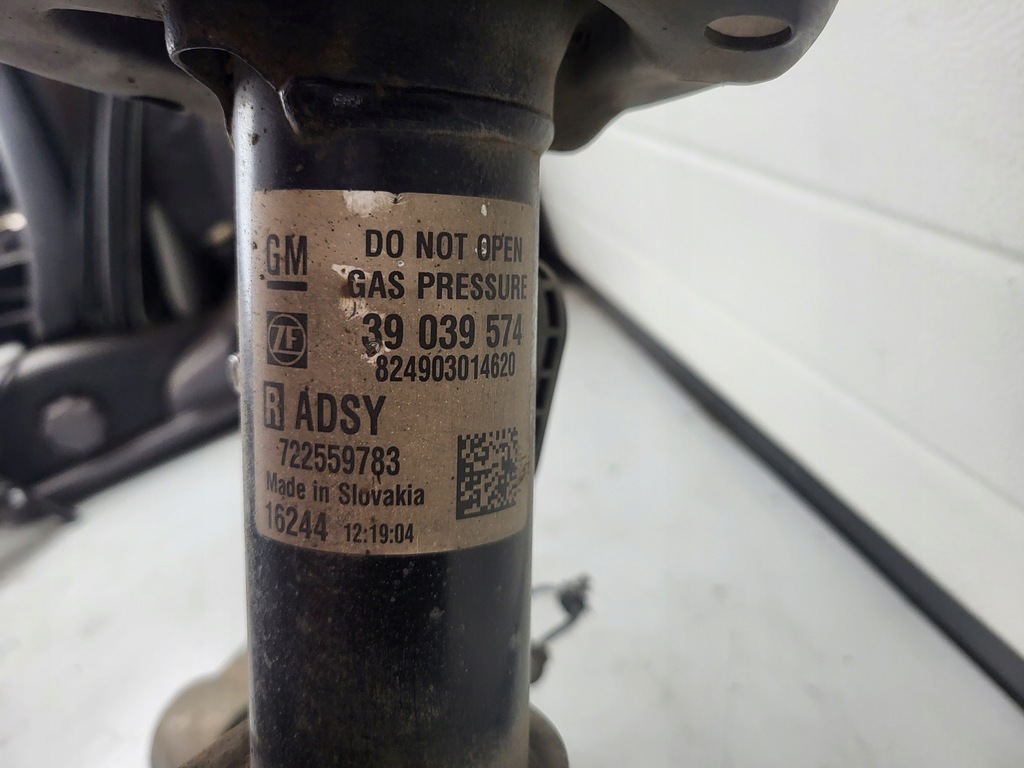 GM
DO NOT OPEN
GAS PRESSURE
ZF
39 039 574
824903014620
R ADSY
722559783
Made in Slovakia
16244 12:19:04